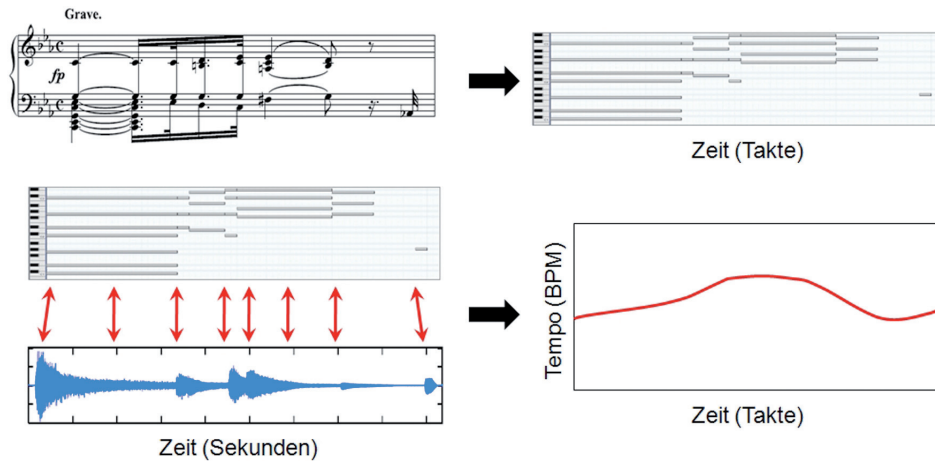 Grave.
fp
Zeit (Takte)
Zeit (Sekunden)
Tempo (BPM)
Zeit (Takte)